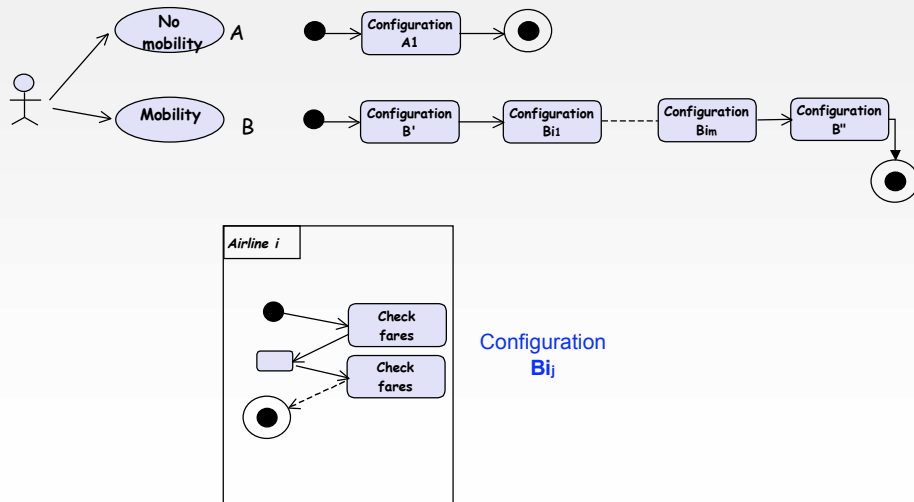 No
mobility
A
Configuration
A1
Mobility
B
Configuration
B'
Configuration
Bi1
Configuration
Bim
Configuration
B"
Airline i
Check
fares
Check
fares
Configuration
Bij